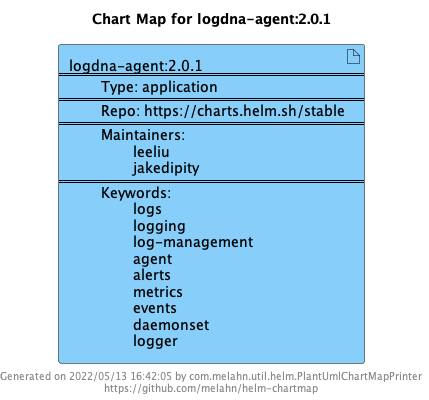 Chart Map for logdna-agent:2.0.1
logdna-agent:2.0.1
Type: application
Repo: https://charts.helm.sh/stable
Maintainers:
leeliu
jakedipity
Keywords:
logs
logging
log-management
agent
alerts
metrics
events
daemonset
logger
Generated on 2022/05/13 16:42:05 by com.melahn.util.helm.PlantUmlChartMapPrinter
https://github.com/melahn/helm-chartmap